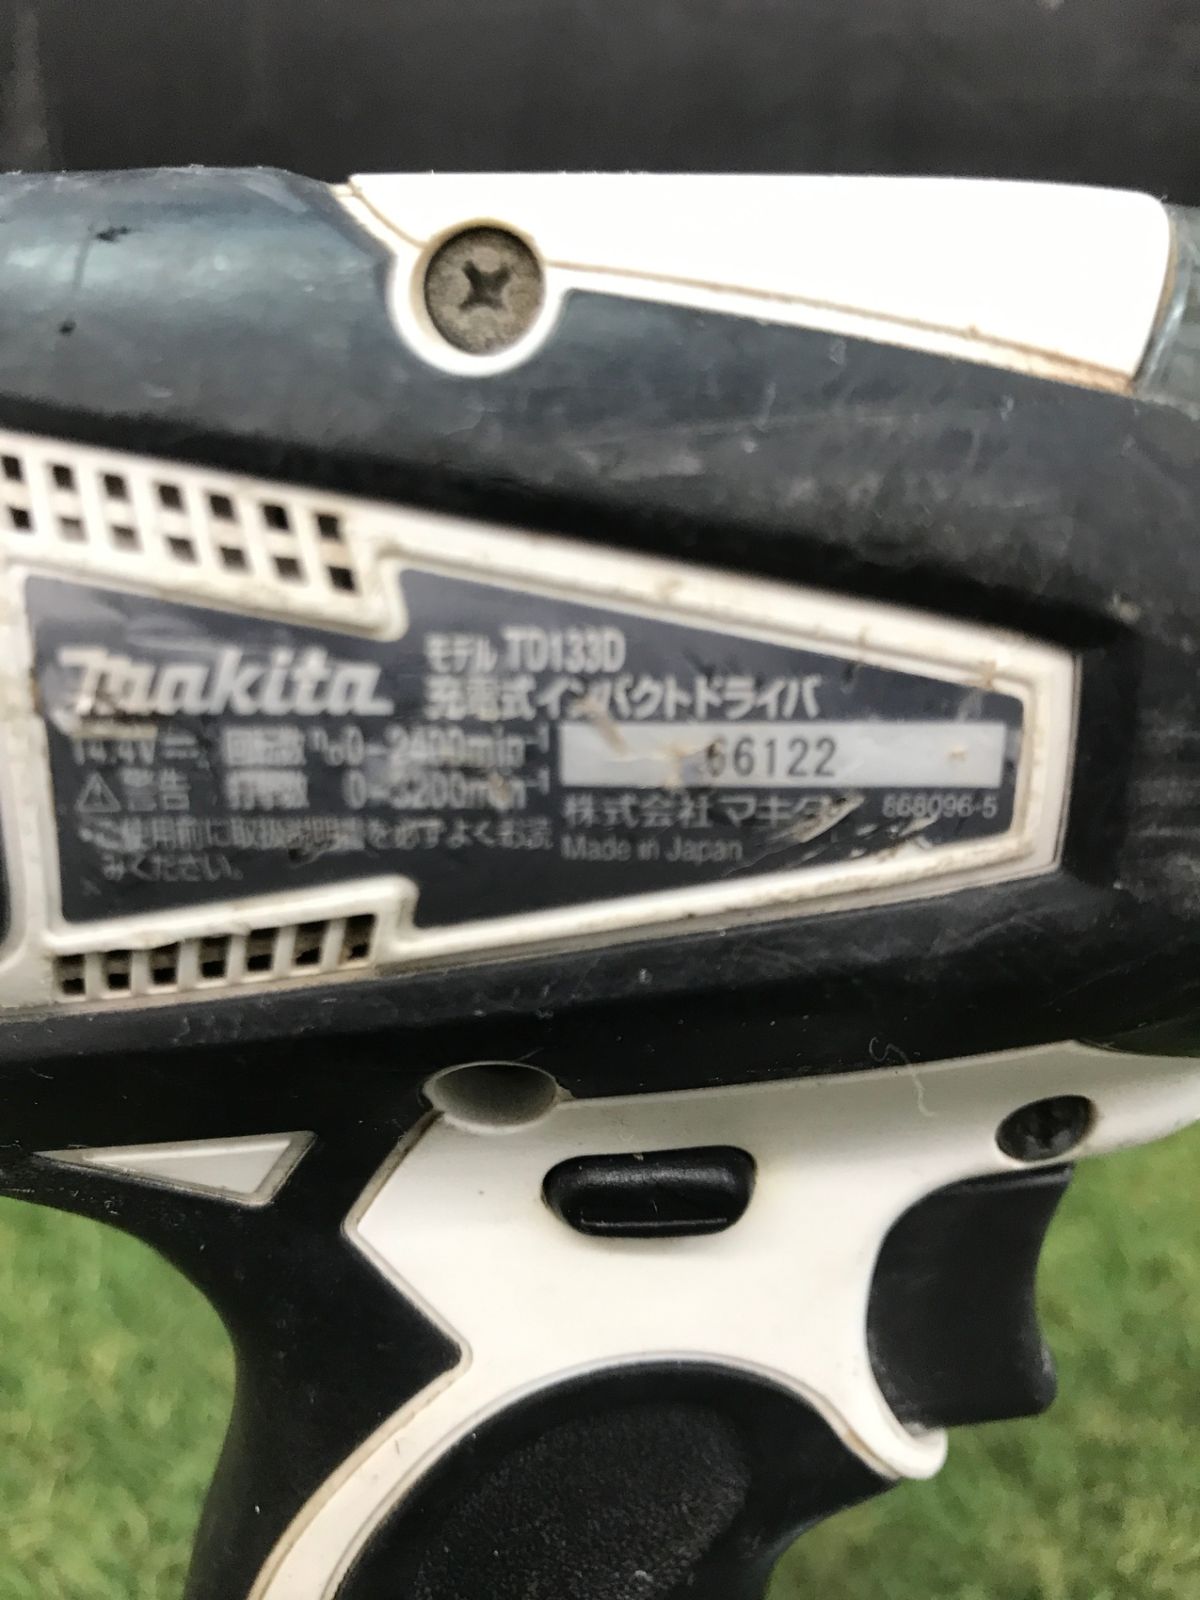 makita
モデル TD133D
充電式インパクトドライバ
14.4V 回転数 n₀0-2400min⁻¹
⚠警告 打撃数 0-3200min⁻¹
・ご使用前に取扱説明書を必ずよくお読
みください。
66122
株式会社マキタ 868096-5
Made in Japan